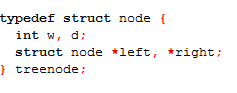 typedef struct node {
  int w, d;
  struct node *left, *right;
} treenode;